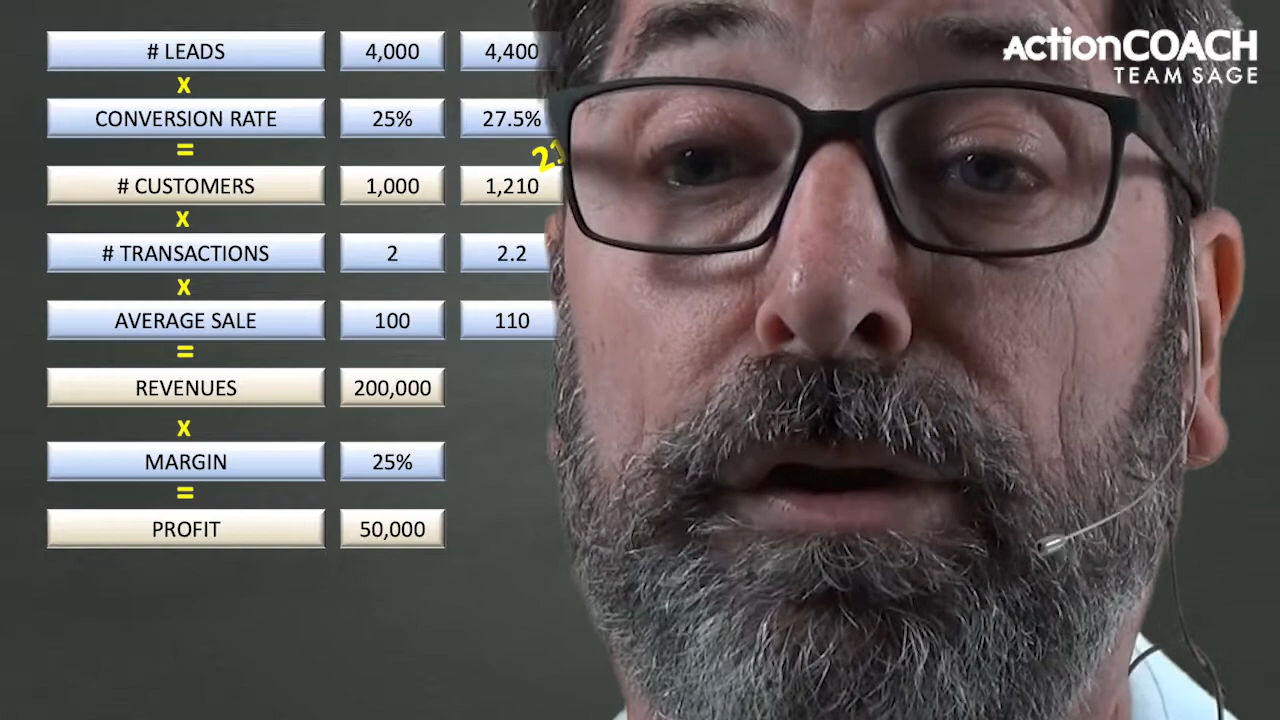 # LEADS 4,000 4,400
x
CONVERSION RATE 25% 27.5%
=
# CUSTOMERS 1,000 1,210
x
# TRANSACTIONS 2 2.2
x
AVERAGE SALE 100 110
=
REVENUES 200,000
x
MARGIN 25%
=
PROFIT 50,000
ActionCOACH
TEAM SAGE